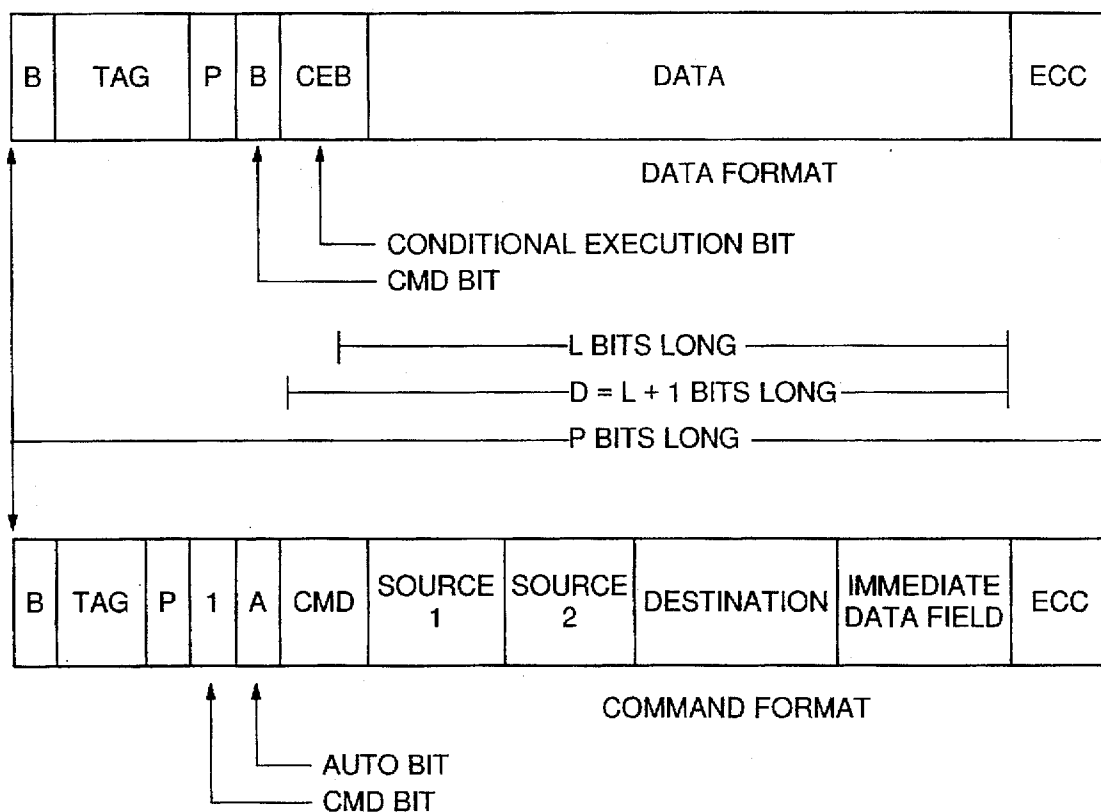 B TAG P B CEB DATA ECC
DATA FORMAT
CONDITIONAL EXECUTION BIT
CMD BIT
L BITS LONG
D = L + 1 BITS LONG
P BITS LONG
B TAG P 1 A CMD SOURCE 1 SOURCE 2 DESTINATION IMMEDIATE DATA FIELD ECC
COMMAND FORMAT
AUTO BIT
CMD BIT